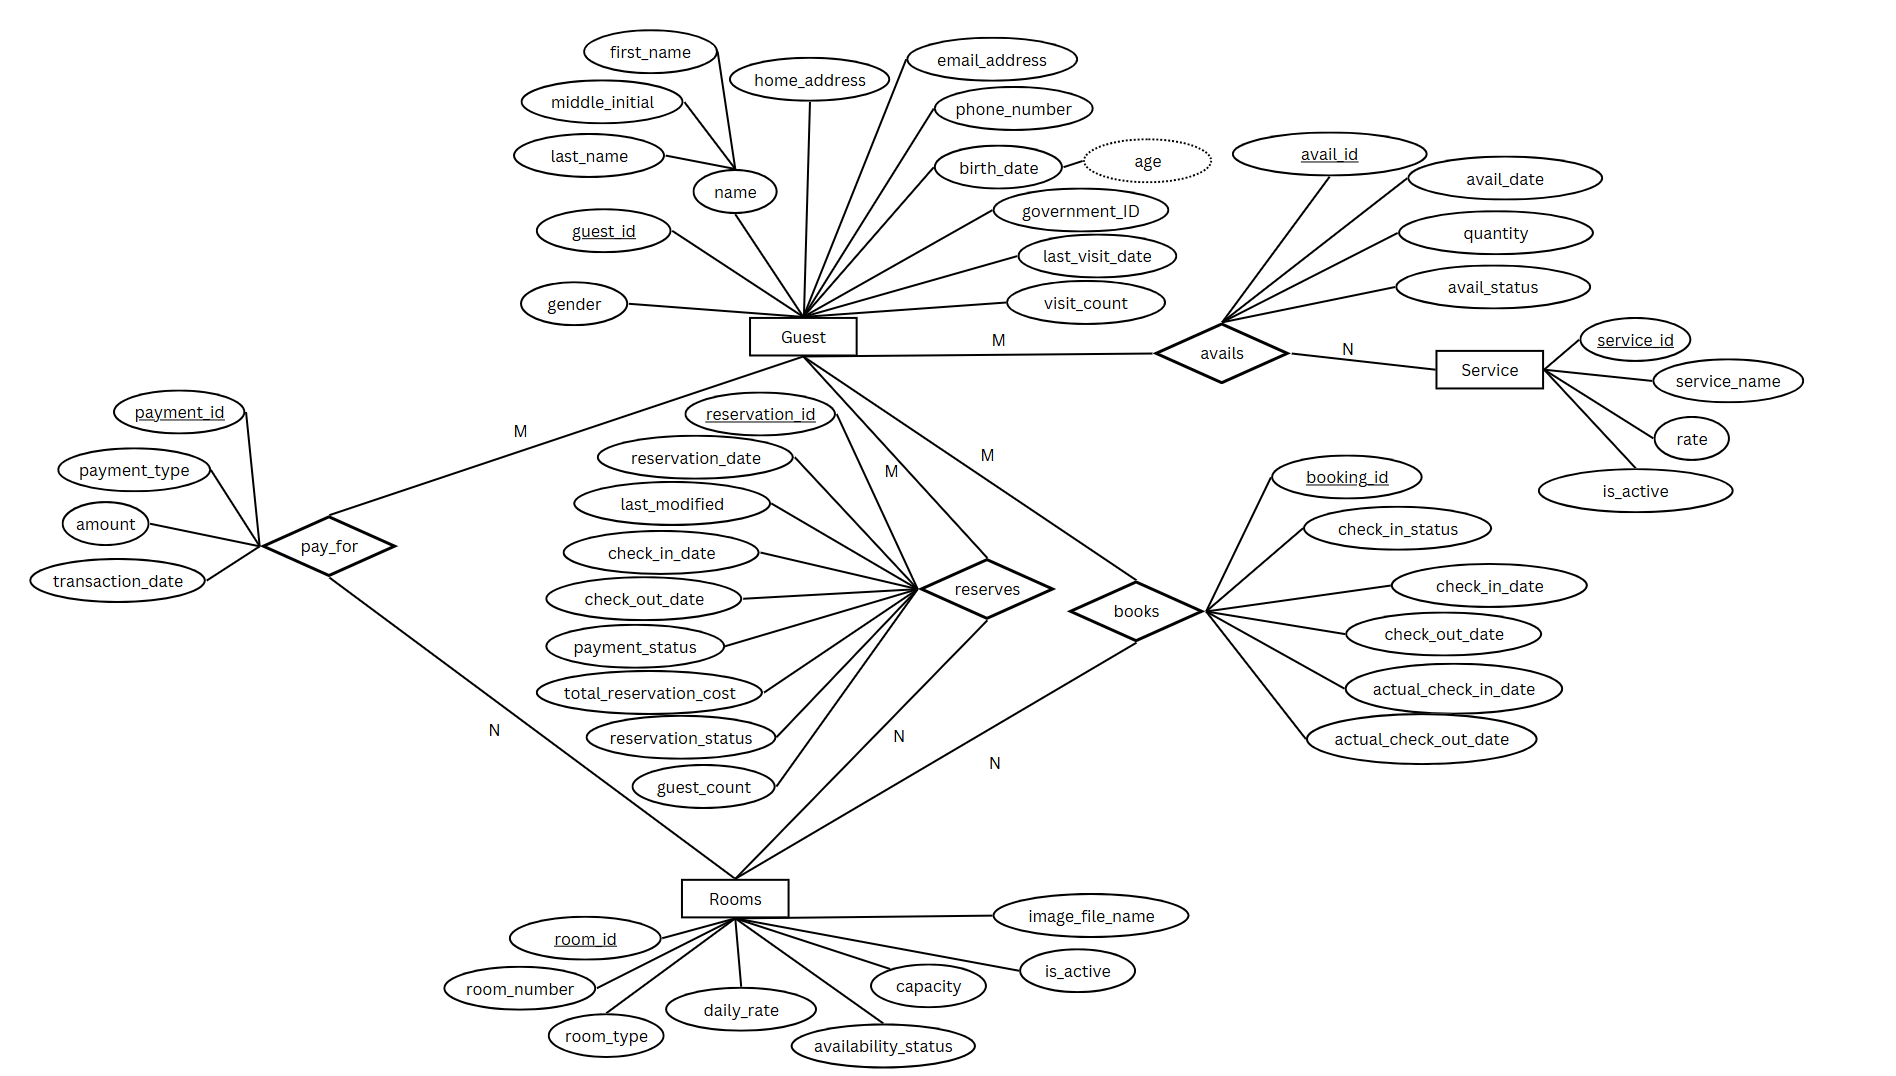 first_name
middle_initial
last_name
name
home_address
email_address
phone_number
birth_date
age
government_ID
last_visit_date
visit_count
guest_id
gender
Guest
M
avails
N
avail_id
avail_date
quantity
avail_status
Service
service_id
service_name
rate
is_active
payment_id
payment_type
amount
transaction_date
pay_for
M
N
reservation_id
reservation_date
last_modified
check_in_date
check_out_date
payment_status
total_reservation_cost
reservation_status
guest_count
M
reserves
N
M
books
N
booking_id
check_in_status
check_in_date
check_out_date
actual_check_in_date
actual_check_out_date
Rooms
room_id
room_number
room_type
daily_rate
availability_status
capacity
is_active
image_file_name